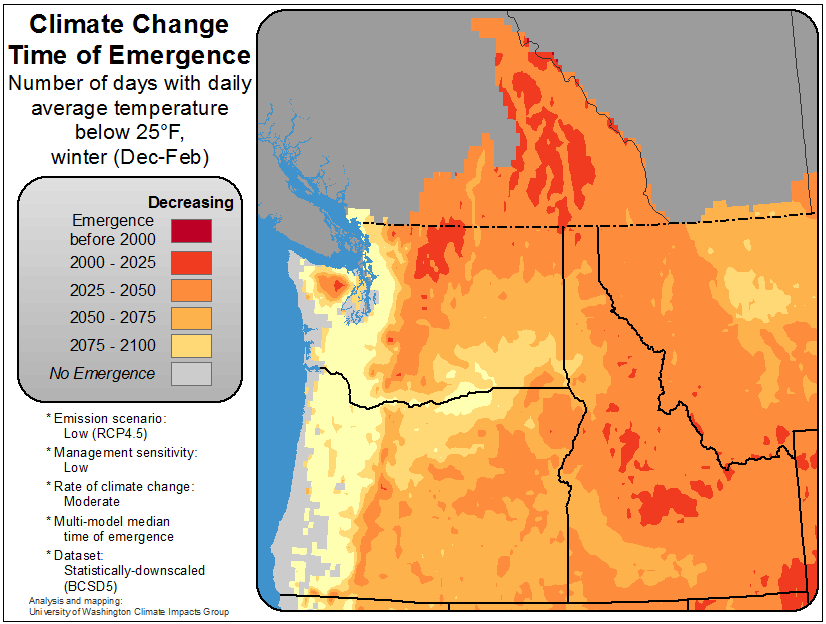 Climate Change
Time of Emergence
Number of days with daily
average temperature
below 25°F,
winter (Dec-Feb)
Decreasing
Emergence
before 2000
2000 - 2025
2025 - 2050
2050 - 2075
2075 - 2100
No Emergence
* Emission scenario:
Low (RCP4.5)
* Management sensitivity:
Low
* Rate of climate change:
Moderate
* Multi-model median
time of emergence
* Dataset:
Statistically-downscaled
(BCSD5)
Analysis and mapping:
University of Washington Climate Impacts Group